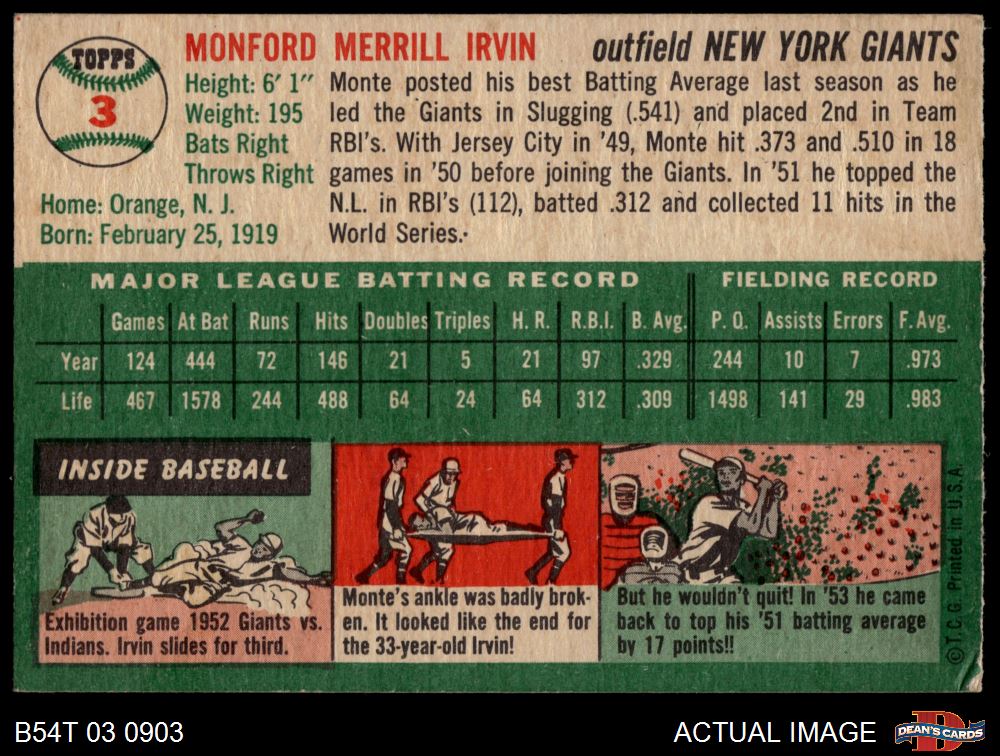 TOPPS
3
MONFORD MERRILL IRVIN outfield NEW YORK GIANTS
Height: 6' 1"
Weight: 195
Bats Right
Throws Right
Home: Orange, N. J.
Born: February 25, 1919
Monte posted his best Batting Average last season as he
led the Giants in Slugging (.541) and placed 2nd in Team
RBI's. With Jersey City in '49, Monte hit .373 and .510 in 18
games in '50 before joining the Giants. In '51 he topped the
N.L. in RBI's (112), batted .312 and collected 11 hits in the
World Series.
MAJOR LEAGUE BATTING RECORD FIELDING RECORD
Games At Bat Runs Hits Doubles Triples H. R. R.B.I. B. Avg. P. O. Assists Errors F. Avg.
Year 124 444 72 146 21 5 21 97 .329 244 10 7 .973
Life 467 1578 244 488 64 24 64 312 .309 1498 141 29 .983
INSIDE BASEBALL
Exhibition game 1952 Giants vs.
Indians. Irvin slides for third.
Monte's ankle was badly brok-
en. It looked like the end for
the 33-year-old Irvin!
But he wouldn't quit! In '53 he came
back to top his '51 batting average
by 17 points!!
© T. C. G. Printed in U. S. A.
B54T 03 0903
ACTUAL IMAGE
D
DEAN'S CARDS